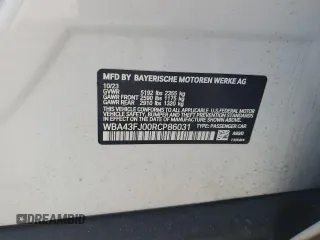 MFD BY BAYERISCHE MOTOREN WERKE AG
10/23
GVWR 5192 lbs 2355 kg
GAWR FRONT 2590 lbs 1175 kg
GAWR REAR 2910 lbs 1320 kg
THIS VEHICLE CONFORMS TO ALL APPLICABLE FEDERAL MOTOR
VEHICLE SAFETY, BUMPER AND THEFT PREVENTION STANDARDS IN
EFFECT ON THE DATE OF MANUFACTURE SHOWN ABOVE.
WBA43FJ00RCP86031 TYPE: PASSENGER CAR
AUTOBIDMASTER